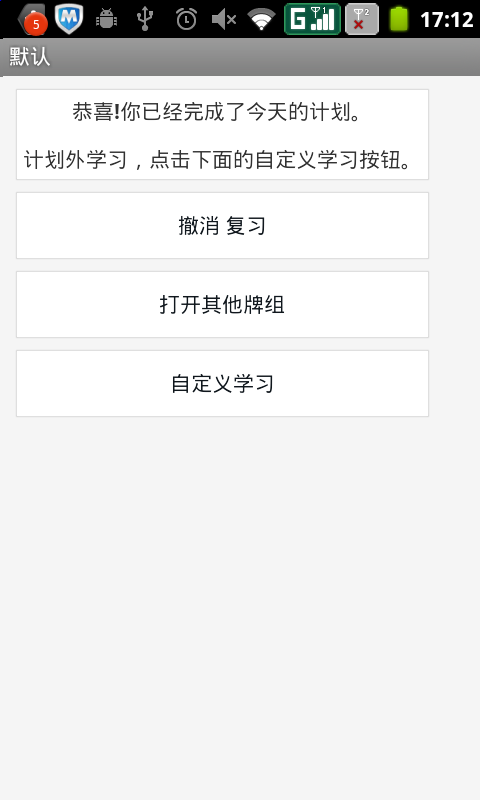 5
M
G
1
2
17:12
默认
恭喜!你已经完成了今天的计划。
计划外学习，点击下面的自定义学习按钮。
撤消 复习
打开其他牌组
自定义学习